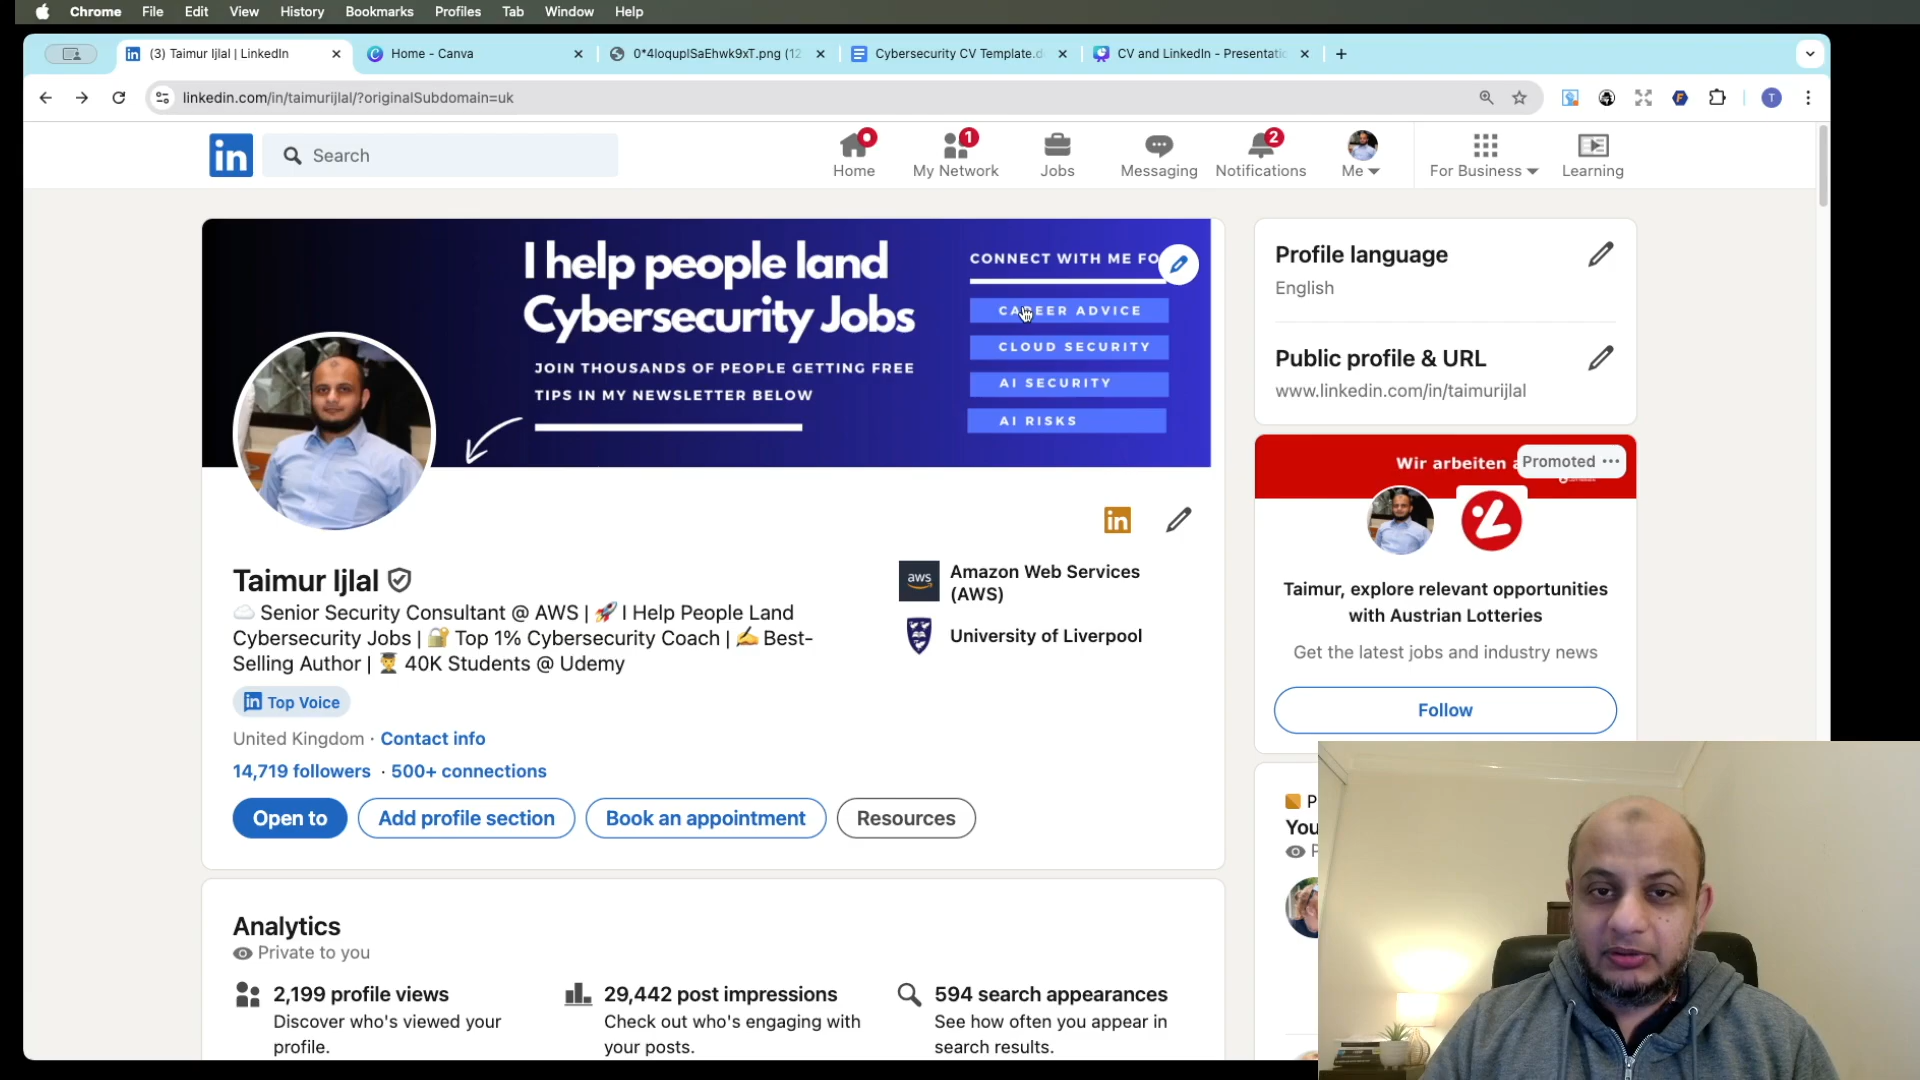 Chrome File Edit View History Bookmarks Profiles Tab Window Help
(3) Taimur Ijlal | LinkedIn
Home - Canva
0*4loquplSaEhwk9xT.png (12
Cybersecurity CV Template.d
CV and LinkedIn - Presentati
linkedin.com/in/taimurijlal/?originalSubdomain=uk
T
in
Search
Home
1
My Network
Jobs
Messaging
2
Notifications
Me
For Business
Learning
I help people land
Cybersecurity Jobs
JOIN THOUSANDS OF PEOPLE GETTING FREE
TIPS IN MY NEWSLETTER BELOW
CONNECT WITH ME FO
CAREER ADVICE
CLOUD SECURITY
AI SECURITY
AI RISKS
in
Taimur Ijlal
☁️ Senior Security Consultant @ AWS | 🚀 I Help People Land
Cybersecurity Jobs | 🔐 Top 1% Cybersecurity Coach | ✍️ Best-
Selling Author | 👨‍🎓 40K Students @ Udemy
in Top Voice
United Kingdom · Contact info
14,719 followers · 500+ connections
Open to
Add profile section
Book an appointment
Resources
aws
Amazon Web Services
(AWS)
University of Liverpool
Analytics
Private to you
2,199 profile views
Discover who's viewed your
profile.
29,442 post impressions
Check out who's engaging with
your posts.
594 search appearances
See how often you appear in
search results.
Profile language
English
Public profile & URL
www.linkedin.com/in/taimurijlal
Wir arbeiten
Promoted
Taimur, explore relevant opportunities
with Austrian Lotteries
Get the latest jobs and industry news
Follow
P
You
P